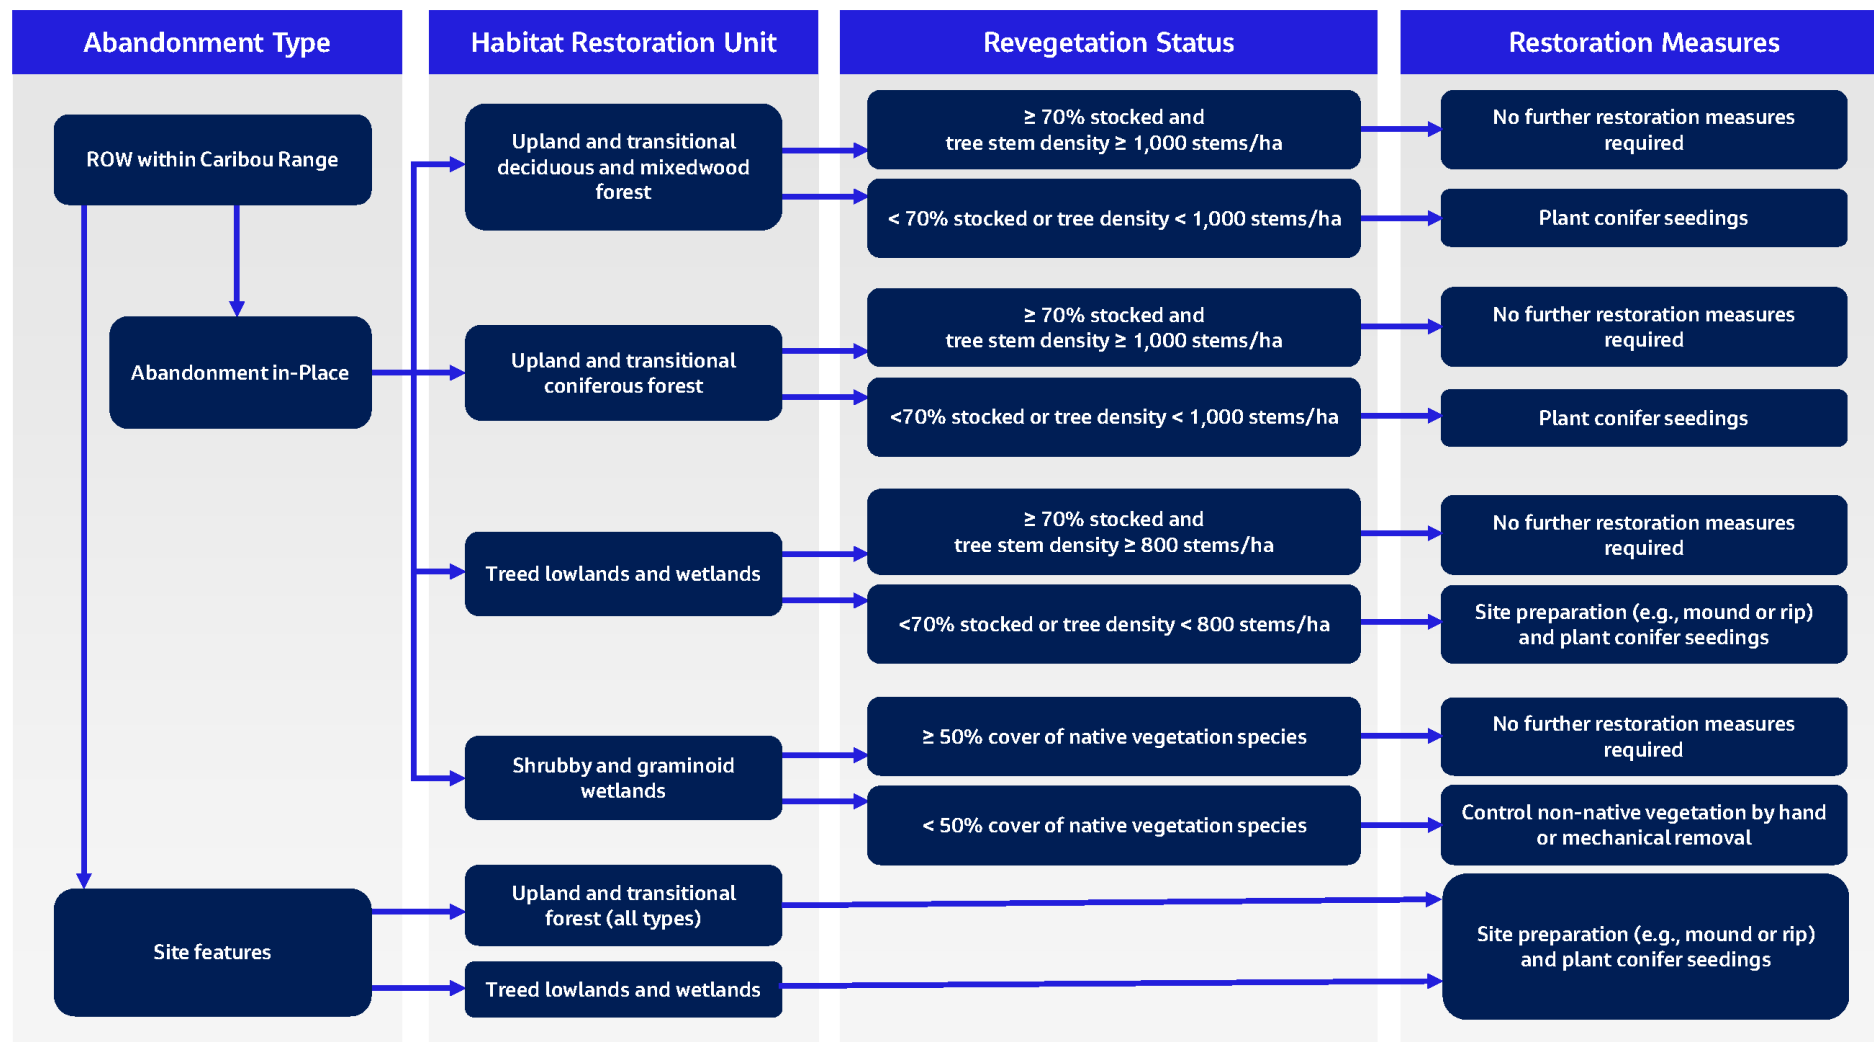 Abandonment Type
Habitat Restoration Unit
Revegetation Status
Restoration Measures
ROW within Caribou Range
Abandonment in-Place
Site features
Upland and transitional
deciduous and mixedwood
forest
≥ 70% stocked and
tree stem density ≥ 1,000 stems/ha
No further restoration measures
required
< 70% stocked or tree density < 1,000 stems/ha
Plant conifer seedings
Upland and transitional
coniferous forest
≥ 70% stocked and
tree stem density ≥ 1,000 stems/ha
No further restoration measures
required
<70% stocked or tree density < 1,000 stems/ha
Plant conifer seedings
Treed lowlands and wetlands
≥ 70% stocked and
tree stem density ≥ 800 stems/ha
No further restoration measures
required
<70% stocked or tree density < 800 stems/ha
Site preparation (e.g., mound or rip)
and plant conifer seedings
Shrubby and graminoid
wetlands
≥ 50% cover of native vegetation species
No further restoration measures
required
< 50% cover of native vegetation species
Control non-native vegetation by hand
or mechanical removal
Upland and transitional
forest (all types)
Treed lowlands and wetlands
Site preparation (e.g., mound or rip)
and plant conifer seedings